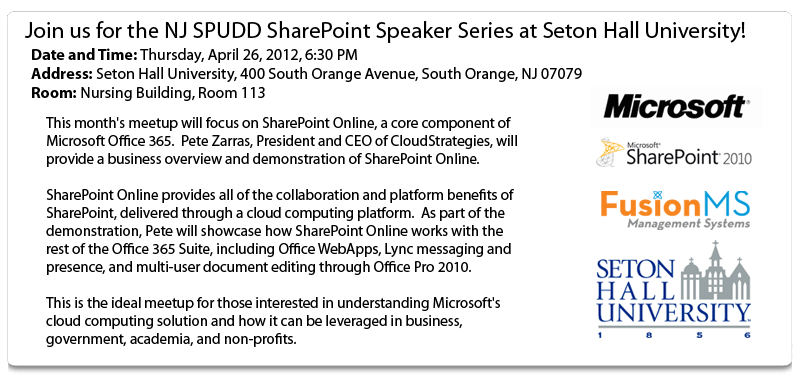 Join us for the NJ SPUDD SharePoint Speaker Series at Seton Hall University!
Date and Time: Thursday, April 26, 2012, 6:30 PM
Address: Seton Hall University, 400 South Orange Avenue, South Orange, NJ 07079
Room: Nursing Building, Room 113
This month's meetup will focus on SharePoint Online, a core component of
Microsoft Office 365.  Pete Zarras, President and CEO of CloudStrategies, will
provide a business overview and demonstration of SharePoint Online.
SharePoint Online provides all of the collaboration and platform benefits of
SharePoint, delivered through a cloud computing platform.  As part of the
demonstration, Pete will showcase how SharePoint Online works with the
rest of the Office 365 Suite, including Office WebApps, Lync messaging and
presence, and multi-user document editing through Office Pro 2010.
This is the ideal meetup for those interested in understanding Microsoft's
cloud computing solution and how it can be leveraged in business,
government, academia, and non-profits.
Microsoft®
Microsoft®
SharePoint 2010
FusionMS
Management Systems
SETON
HALL
UNIVERSITY
1 8 5 6